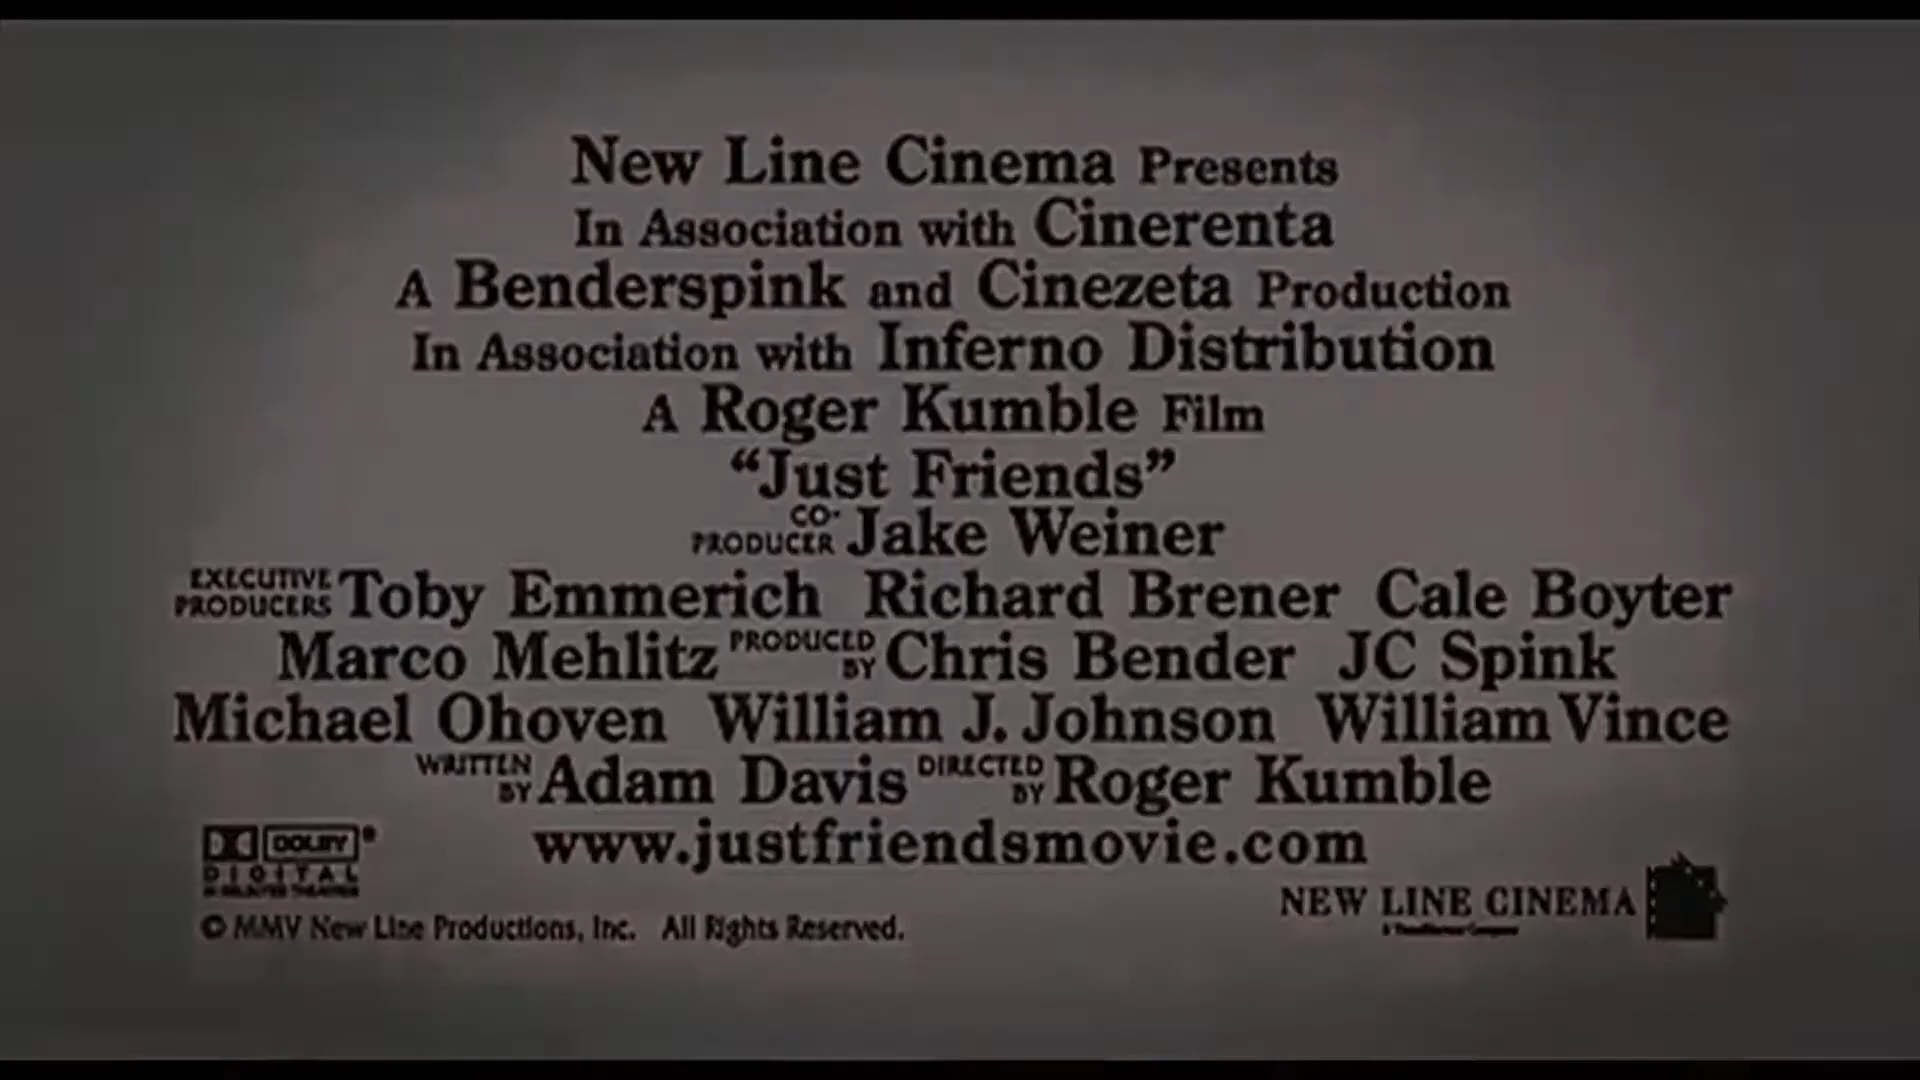 New Line Cinema Presents
In Association with Cinerenta
A Benderspink and Cinezeta Production
In Association with Inferno Distribution
A Roger Kumble Film
“Just Friends”
CO-PRODUCER Jake Weiner
EXECUTIVE PRODUCERS Toby Emmerich Richard Brener Cale Boyter
Marco Mehlitz PRODUCED BY Chris Bender JC Spink
Michael Ohoven William J. Johnson William Vince
WRITTEN BY Adam Davis DIRECTED BY Roger Kumble
www.justfriendsmovie.com
DOLBY
DIGITAL
IN SELECTED THEATRES
NEW LINE CINEMA
© MMV New Line Productions, Inc. All Rights Reserved.